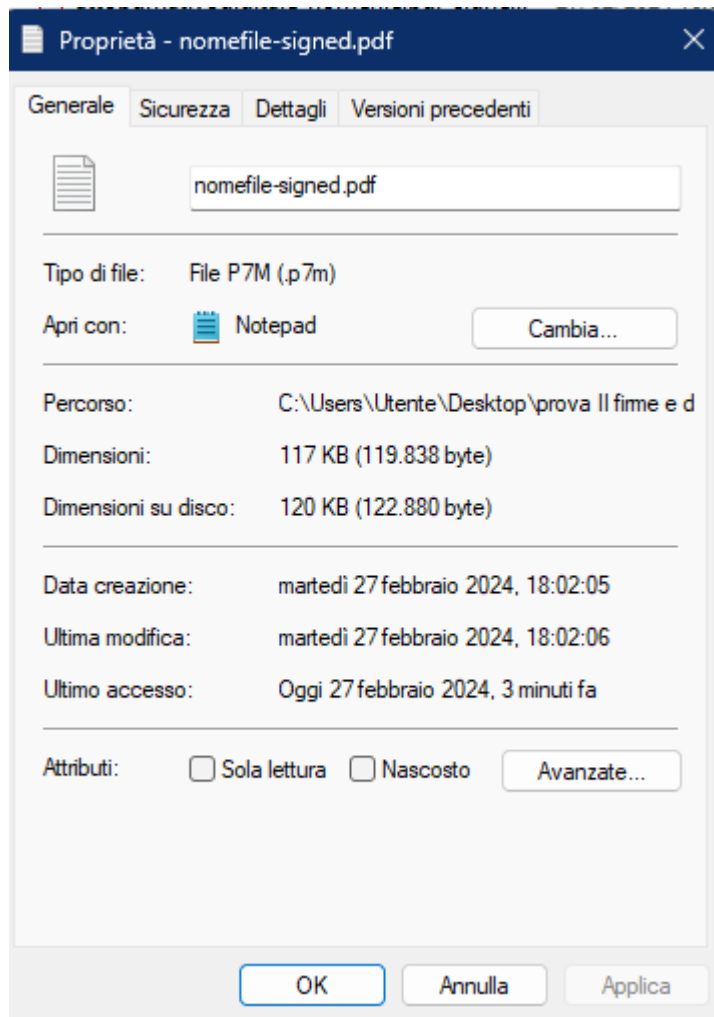 Proprietà - nomefile-signed.pdf
Generale Sicurezza Dettagli Versioni precedenti
nomefile-signed.pdf
Tipo di file: File P7M (.p7m)
Apri con: Notepad Cambia...
Percorso: C:\Users\Utente\Desktop\prova II firme e d
Dimensioni: 117 KB (119.838 byte)
Dimensioni su disco: 120 KB (122.880 byte)
Data creazione: martedì 27 febbraio 2024, 18:02:05
Ultima modifica: martedì 27 febbraio 2024, 18:02:06
Ultimo accesso: Oggi 27 febbraio 2024, 3 minuti fa
Attributi: Sola lettura Nascosto Avanzate...
OK Annulla Applica